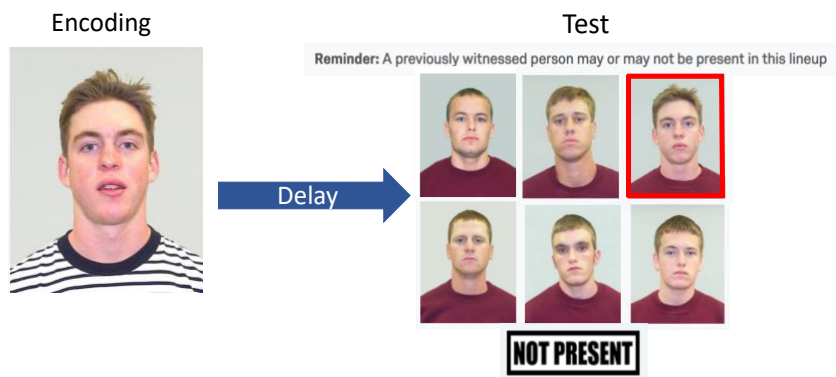 Encoding
Test
Reminder: A previously witnessed person may or may not be present in this lineup
Delay
NOT PRESENT